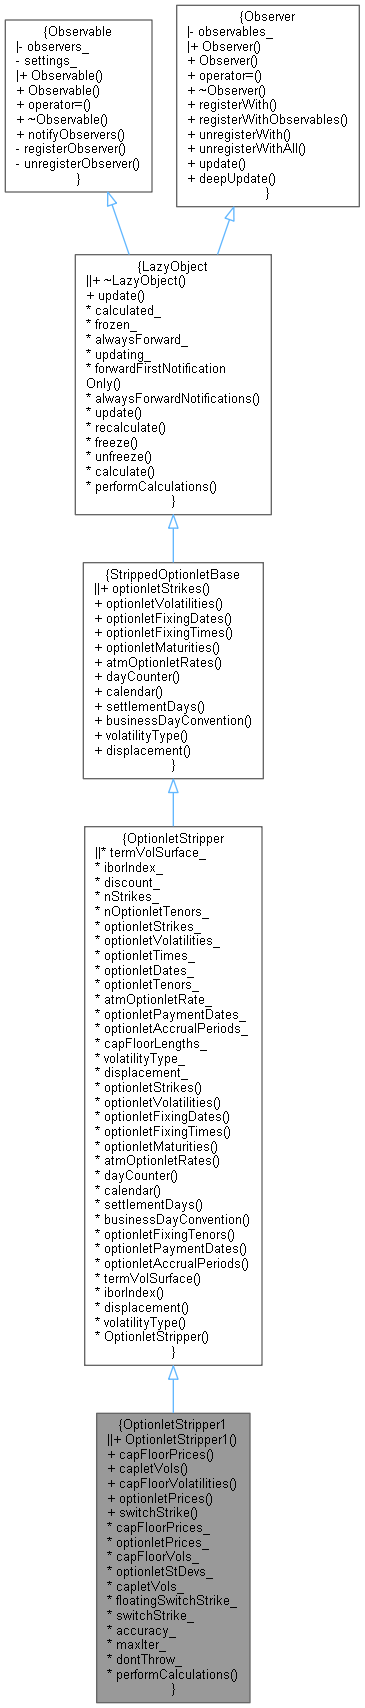 {Observable
|- observers_
- settings_
|+ Observable()
+ Observable()
+ operator=()
+ ~Observable()
+ notifyObservers()
- registerObserver()
- unregisterObserver()
}
{Observer
|- observables_
|+ Observer()
+ Observer()
+ operator=()
+ ~Observer()
+ registerWith()
+ registerWithObservables()
+ unregisterWith()
+ unregisterWithAll()
+ update()
+ deepUpdate()
}
{LazyObject
||+ ~LazyObject()
+ update()
* calculated_
* frozen_
* alwaysForward_
* updating_
* forwardFirstNotification
Only()
* alwaysForwardNotifications()
* update()
* recalculate()
* freeze()
* unfreeze()
* calculate()
* performCalculations()
}
{StrippedOptionletBase
||+ optionletStrikes()
+ optionletVolatilities()
+ optionletFixingDates()
+ optionletFixingTimes()
+ optionletMaturities()
+ atmOptionletRates()
+ dayCounter()
+ calendar()
+ settlementDays()
+ businessDayConvention()
+ volatilityType()
+ displacement()
}
{OptionletStripper
||* termVolSurface_
* iborIndex_
* discount_
* nStrikes_
* nOptionletTenors_
* optionletStrikes_
* optionletVolatilities_
* optionletTimes_
* optionletDates_
* optionletTenors_
* atmOptionletRate_
* optionletPaymentDates_
* optionletAccrualPeriods_
* capFloorLengths_
* volatilityType_
* displacement_
* optionletStrikes()
* optionletVolatilities()
* optionletFixingDates()
* optionletFixingTimes()
* optionletMaturities()
* atmOptionletRates()
* dayCounter()
* calendar()
* settlementDays()
* businessDayConvention()
* optionletFixingTenors()
* optionletPaymentDates()
* optionletAccrualPeriods()
* termVolSurface()
* iborIndex()
* displacement()
* volatilityType()
* OptionletStripper()
}
{OptionletStripper1
||+ OptionletStripper1()
+ capFloorPrices()
+ capletVols()
+ capFloorVolatilities()
+ optionletPrices()
+ switchStrike()
* capFloorPrices_
* optionletPrices_
* capFloorVols_
* optionletStDevs_
* capletVols_
* floatingSwitchStrike_
* switchStrike_
* accuracy_
* maxIter_
* dontThrow_
* performCalculations()
}